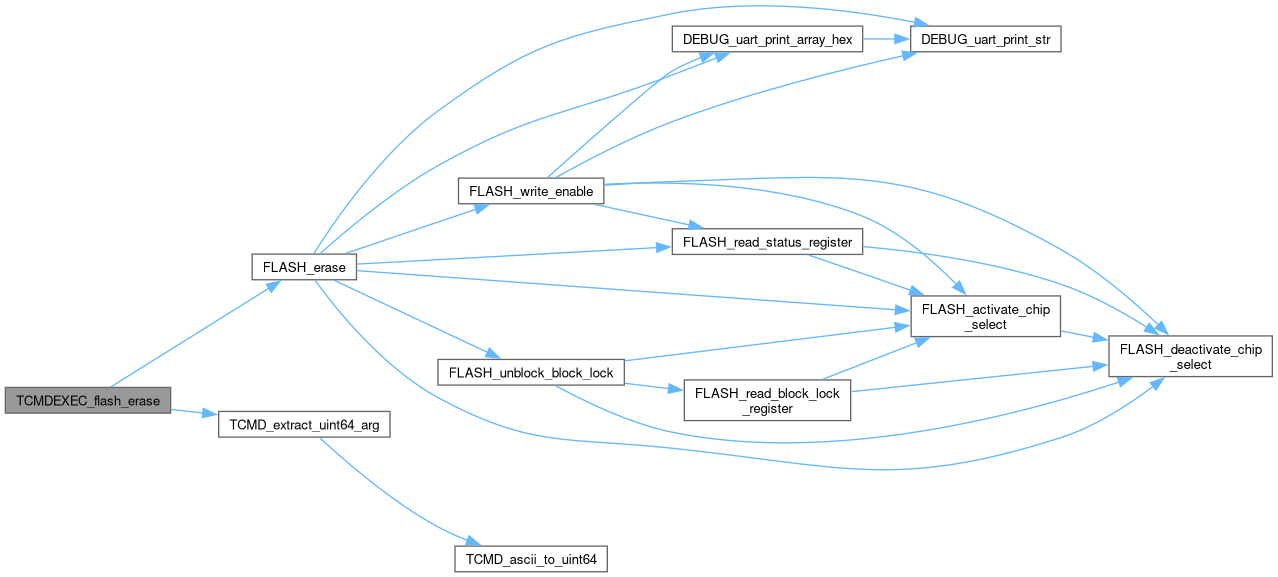 DEBUG_uart_print_array_hex
DEBUG_uart_print_str
FLASH_write_enable
FLASH_read_status_register
FLASH_erase
FLASH_activate_chip
_select
FLASH_deactivate_chip
_select
FLASH_unblock_block_lock
FLASH_read_block_lock
_register
TCMDEXEC_flash_erase
TCMD_extract_uint64_arg
TCMD_ascii_to_uint64